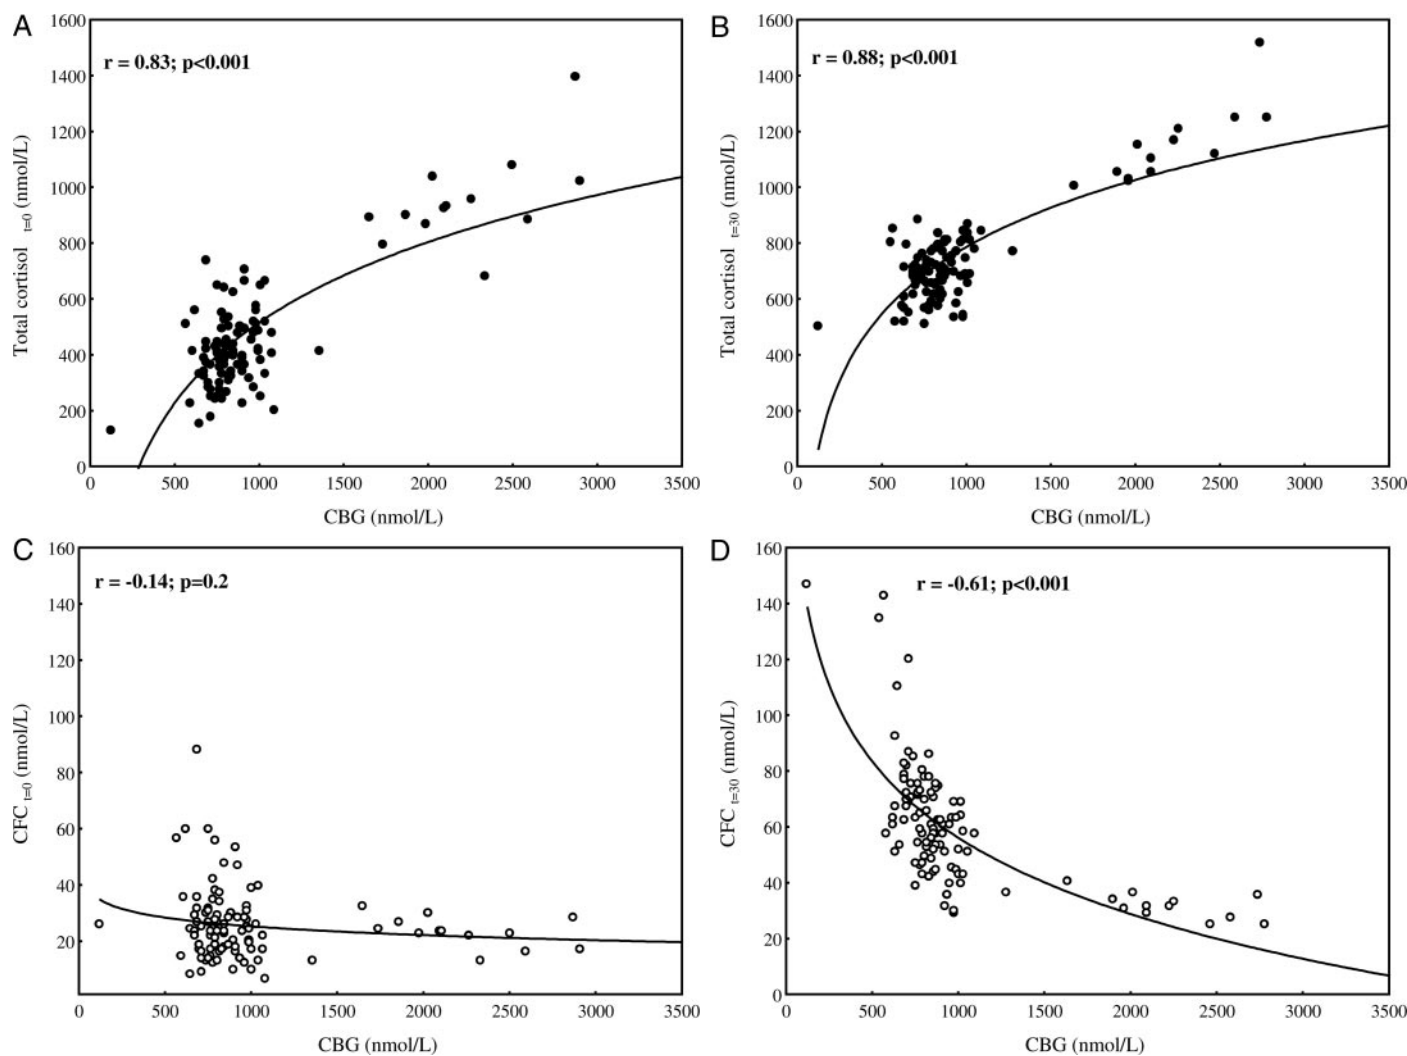 A
r = 0.83; p<0.001
Total cortisol t=0 (nmol/L)
1600
1400
1200
1000
800
600
400
200
0
0 500 1000 1500 2000 2500 3000 3500
CBG (nmol/L)
B
r = 0.88; p<0.001
Total cortisol t=30 (nmol/L)
1600
1400
1200
1000
800
600
400
200
0
0 500 1000 1500 2000 2500 3000 3500
CBG (nmol/L)
C
r = -0.14; p=0.2
CFC t=0 (nmol/L)
160
140
120
100
80
60
40
20
0 500 1000 1500 2000 2500 3000 3500
CBG (nmol/L)
D
r = -0.61; p<0.001
CFC t=30 (nmol/L)
160
140
120
100
80
60
40
20
0
0 500 1000 1500 2000 2500 3000 3500
CBG (nmol/L)